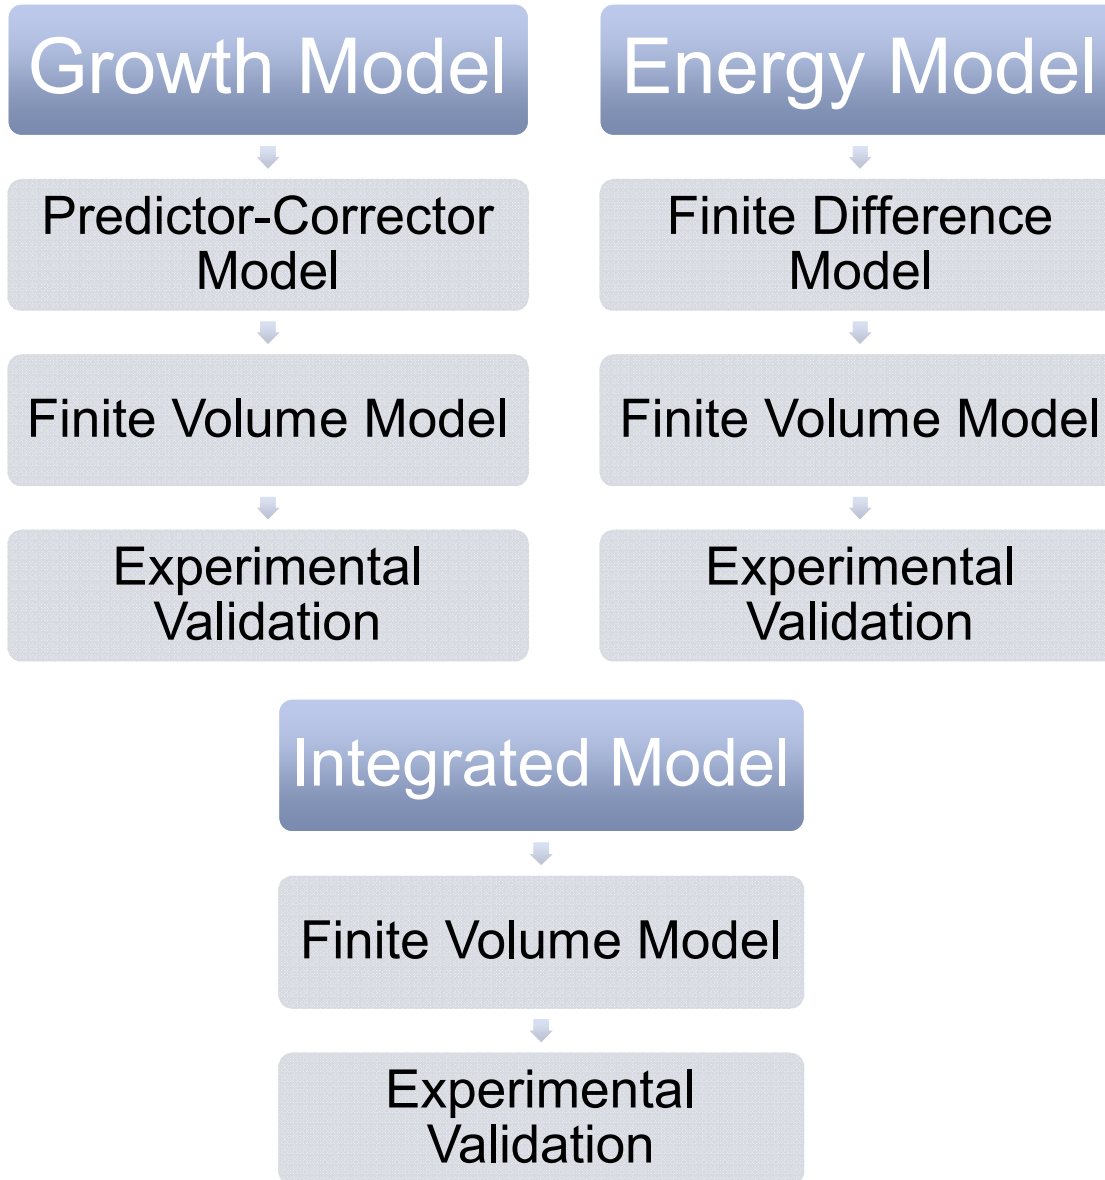 Growth Model
Predictor-Corrector
Model
Finite Volume Model
Experimental
Validation
Energy Model
Finite Difference
Model
Finite Volume Model
Experimental
Validation
Integrated Model
Finite Volume Model
Experimental
Validation